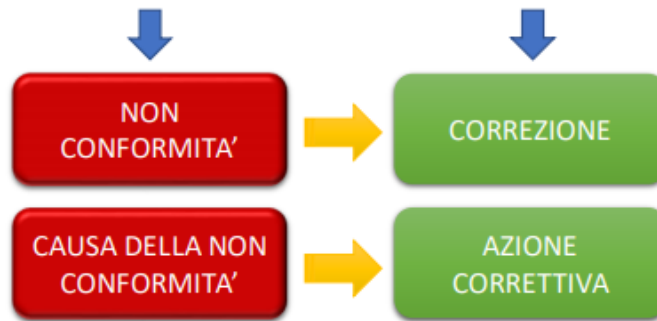 NON
CONFORMITA’
CORREZIONE
CAUSA DELLA NON
CONFORMITA’
AZIONE
CORRETTIVA